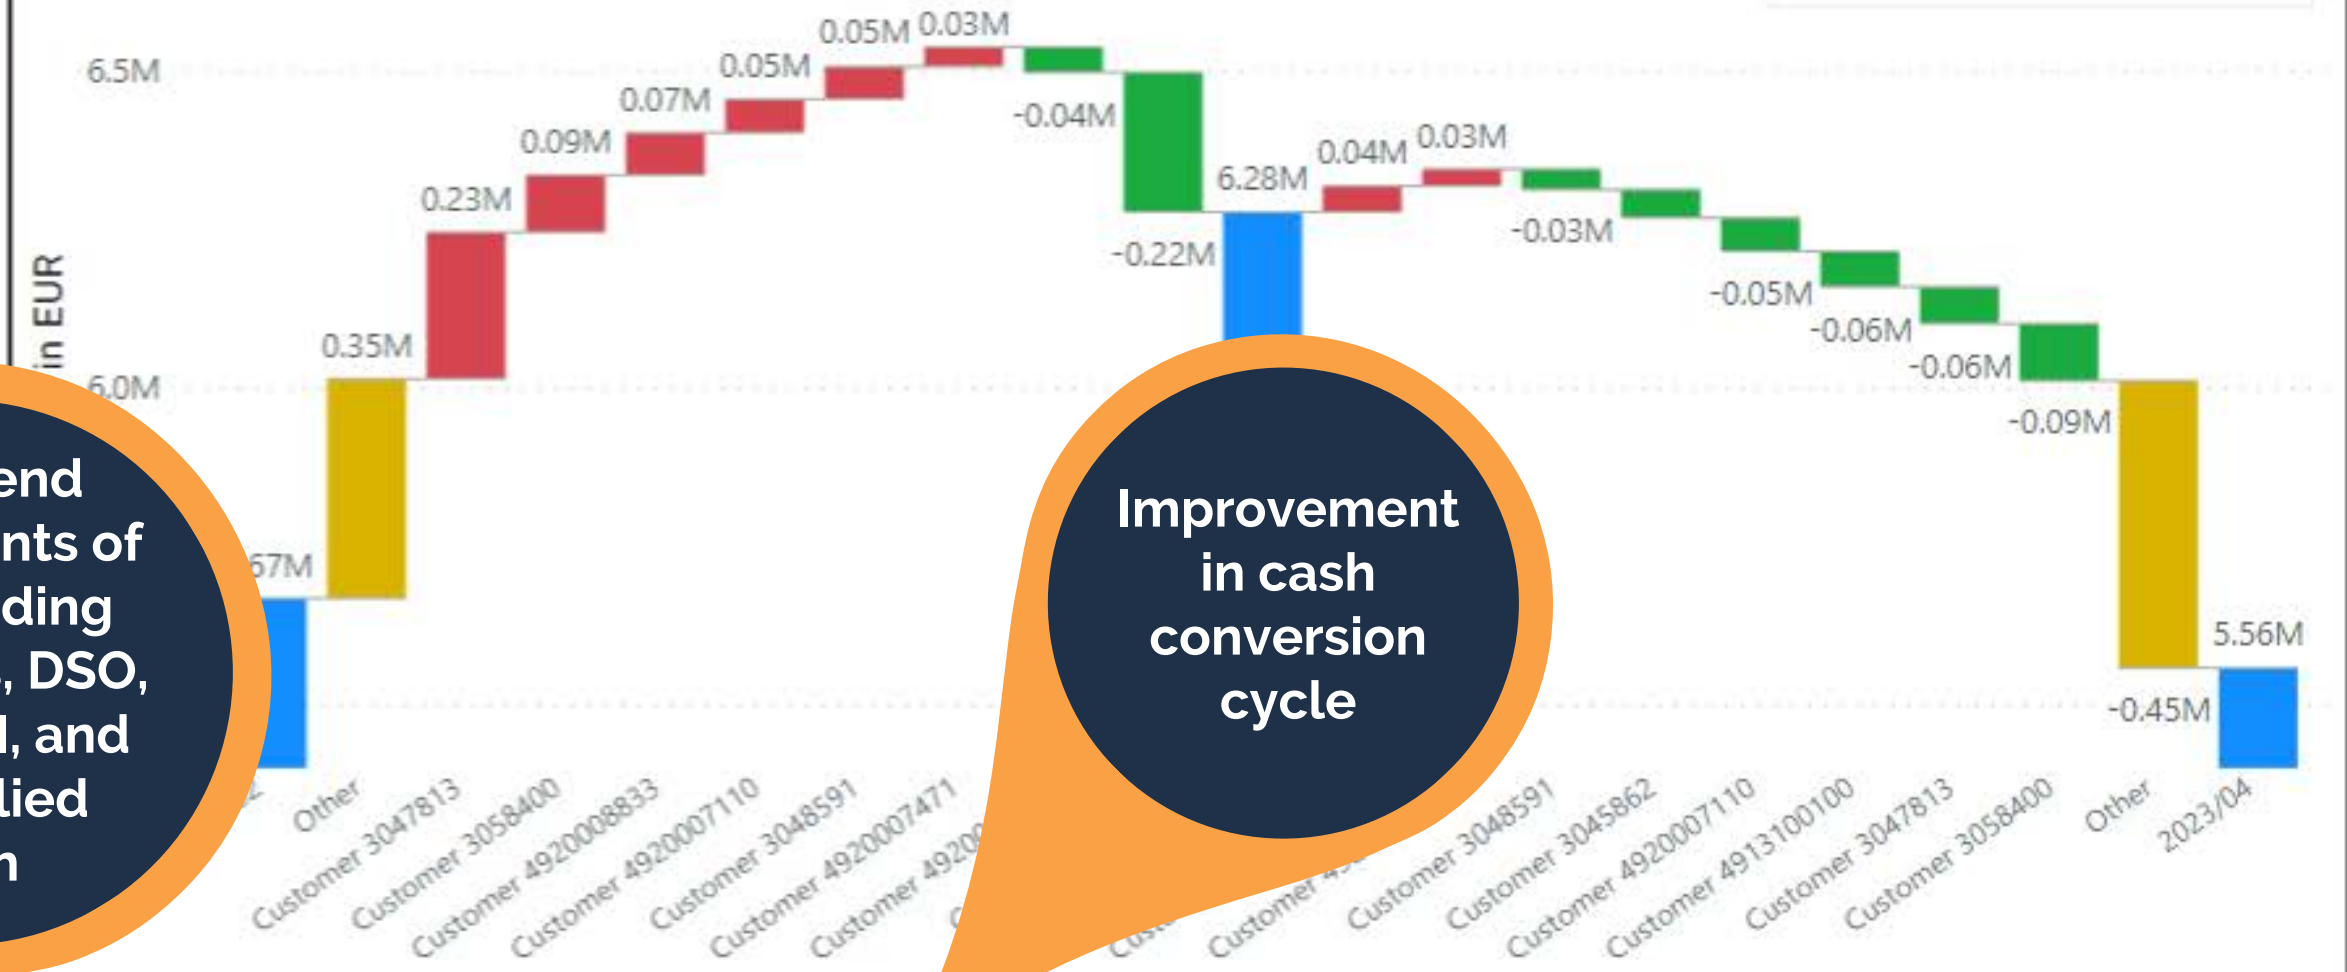 0.05M 0.03M
6.5M
0.05M
0.07M
-0.04M
0.09M
0.03M
0.04M
6.28M
0.23M
-0.03M
-0.22M
in EUR
-0.05M
-0.06M
0.35M
-0.06M
6.0M
-0.09M
end
nts of
ding
, DSO,
, and
lied
67M
Improvement
in cash
conversion
cycle
5.56M
-0.45M
Other
Customer 3047813
Customer 3058400
Customer 4920008833
Customer 4920007110
Customer 3048591
Customer 4920007471
Customer 4920
Customer
Customer 3048591
Customer 3045862
Customer 4920007110
Customer 4913100100
Customer 3047813
Customer 3058400
Other
2023/04